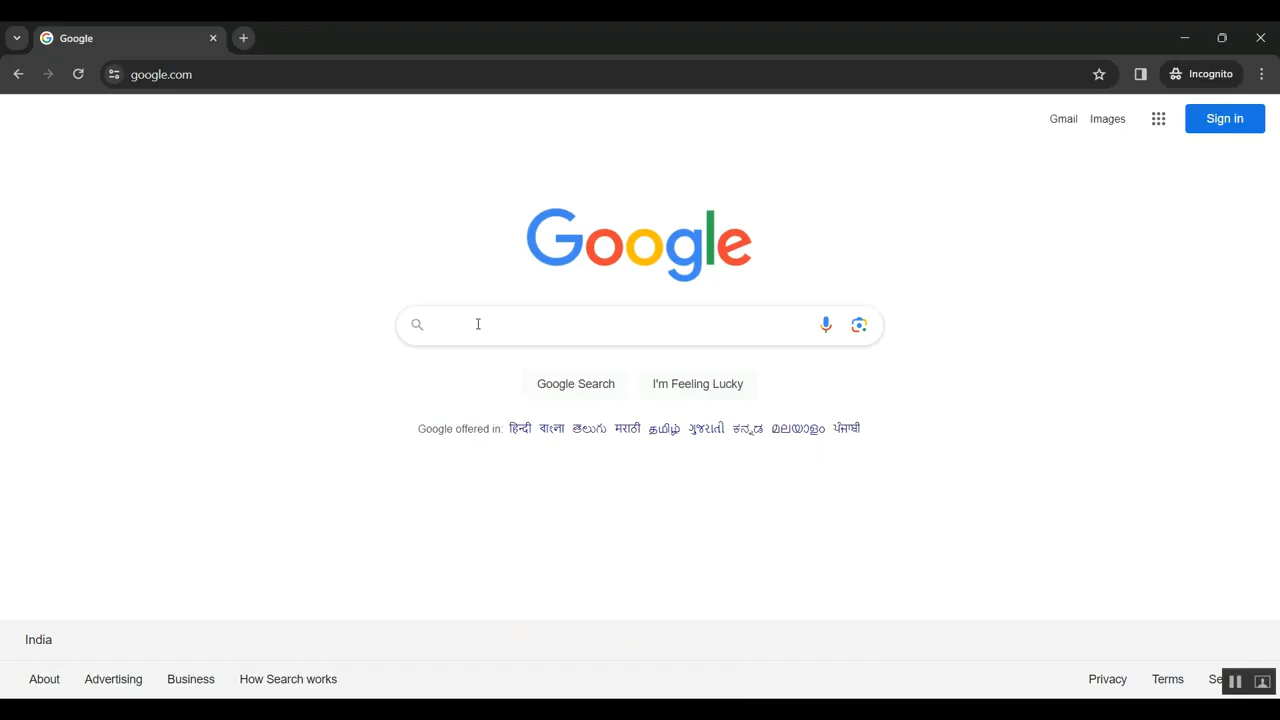 Google
google.com
Incognito
Gmail Images
Sign in
Google
Google Search I'm Feeling Lucky
Google offered in: हिन्दी বাংলা తెలుగు मराठी தமிழ் ગુજરાતી ಕನ್ನಡ മലയാളം ਪੰਜਾਬੀ
India
About Advertising Business How Search works Privacy Terms Se